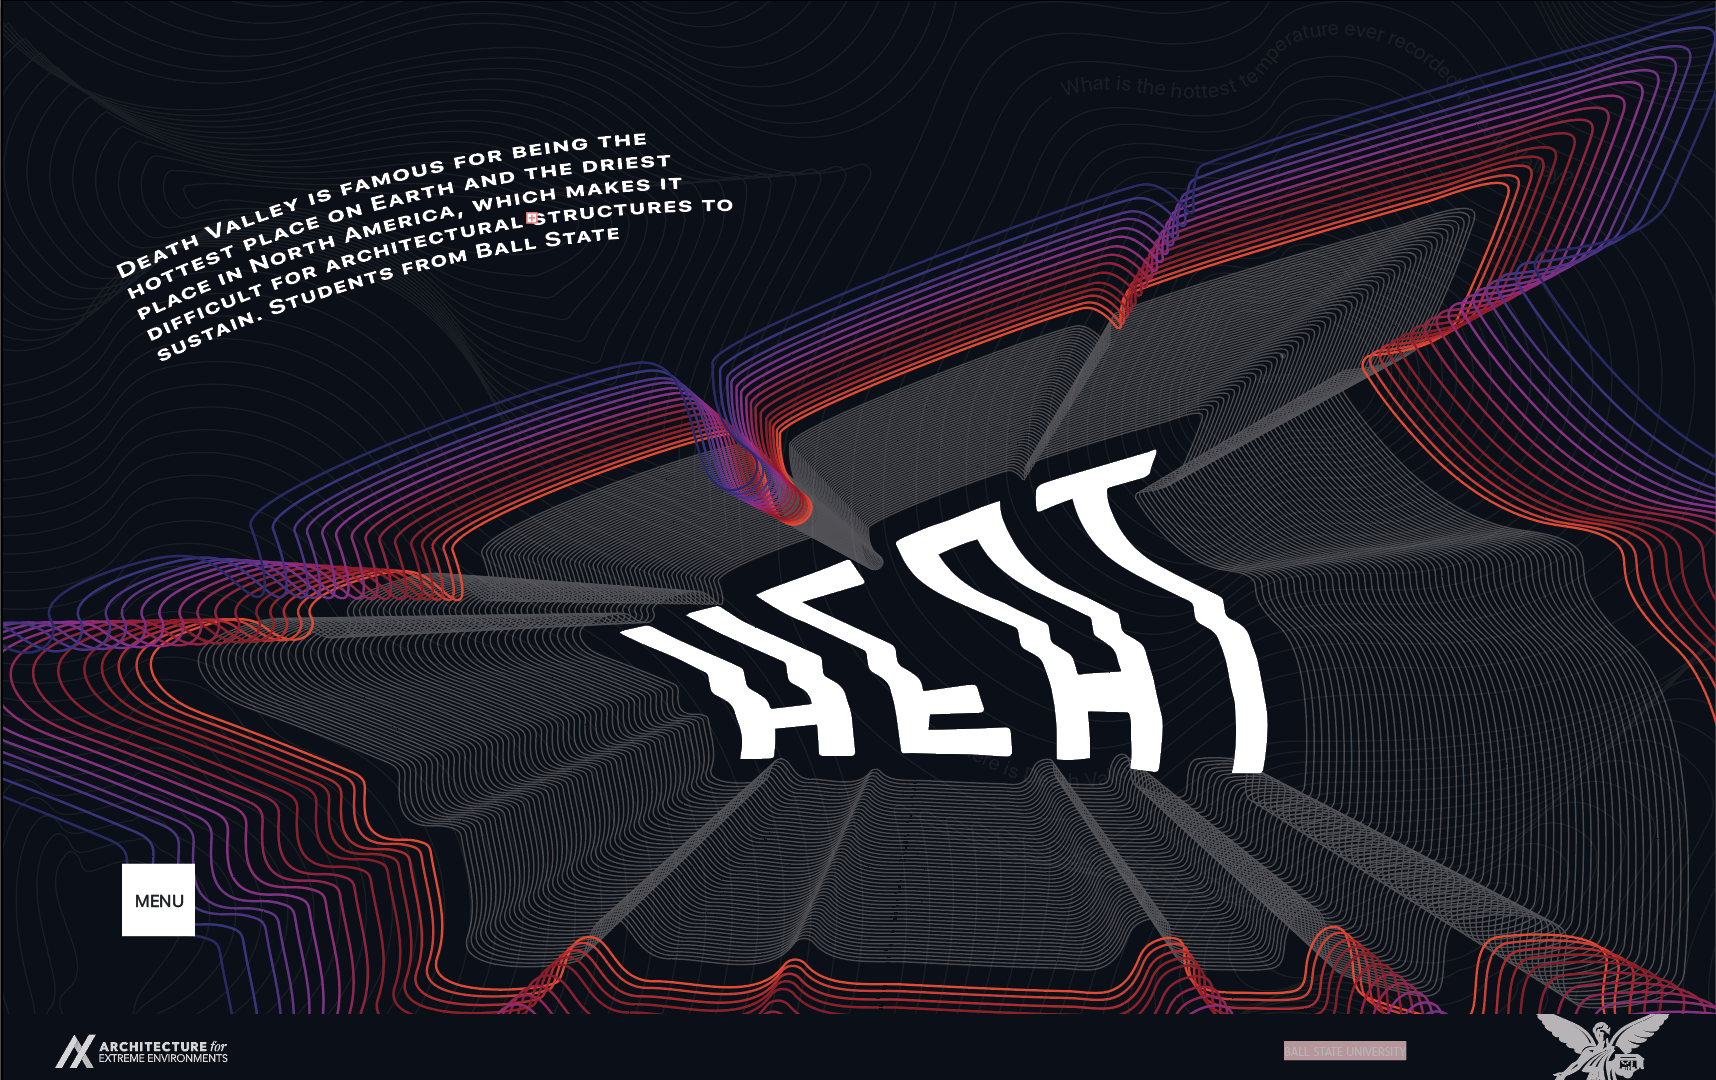 What is the hottest temperature ever recorded
Death Valley is famous for being the
hottest place on Earth and the driest
place in North America, which makes it
difficult for architectural structures to
sustain. Students from Ball State
HEAT
MENU
ARCHITECTURE for
EXTREME ENVIRONMENTS
BALL STATE UNIVERSITY